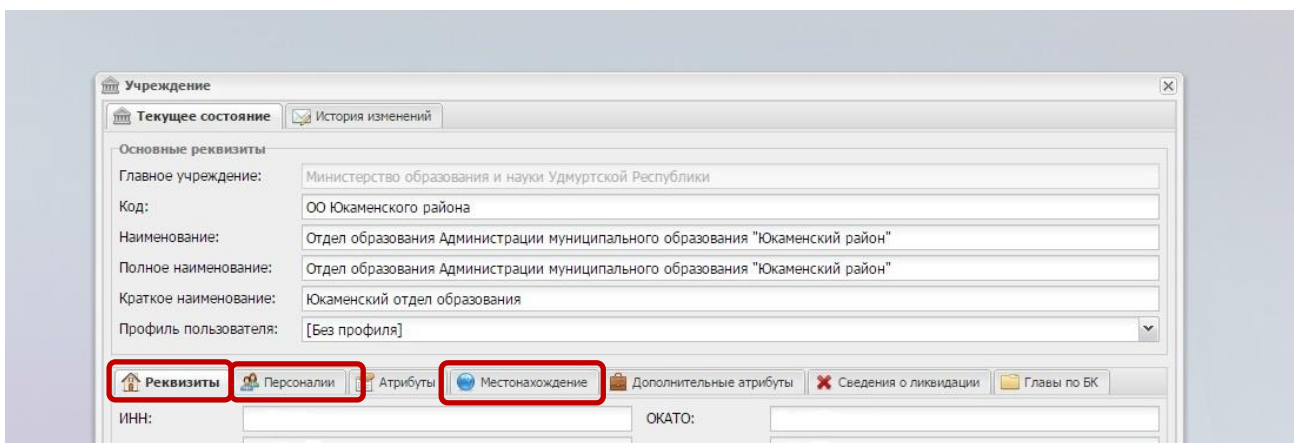 Учреждение
Текущее состояние История изменений
Основные реквизиты
Главное учреждение: Министерство образования и науки Удмуртской Республики
Код: ОО Юкаменского района
Наименование: Отдел образования Администрации муниципального образования "Юкаменский район"
Полное наименование: Отдел образования Администрации муниципального образования "Юкаменский район"
Краткое наименование: Юкаменский отдел образования
Профиль пользователя: [Без профиля]
Реквизиты Персоналии Атрибуты Местонахождение Дополнительные атрибуты Сведения о ликвидации Главы по БК
ИНН: ОКАТО: